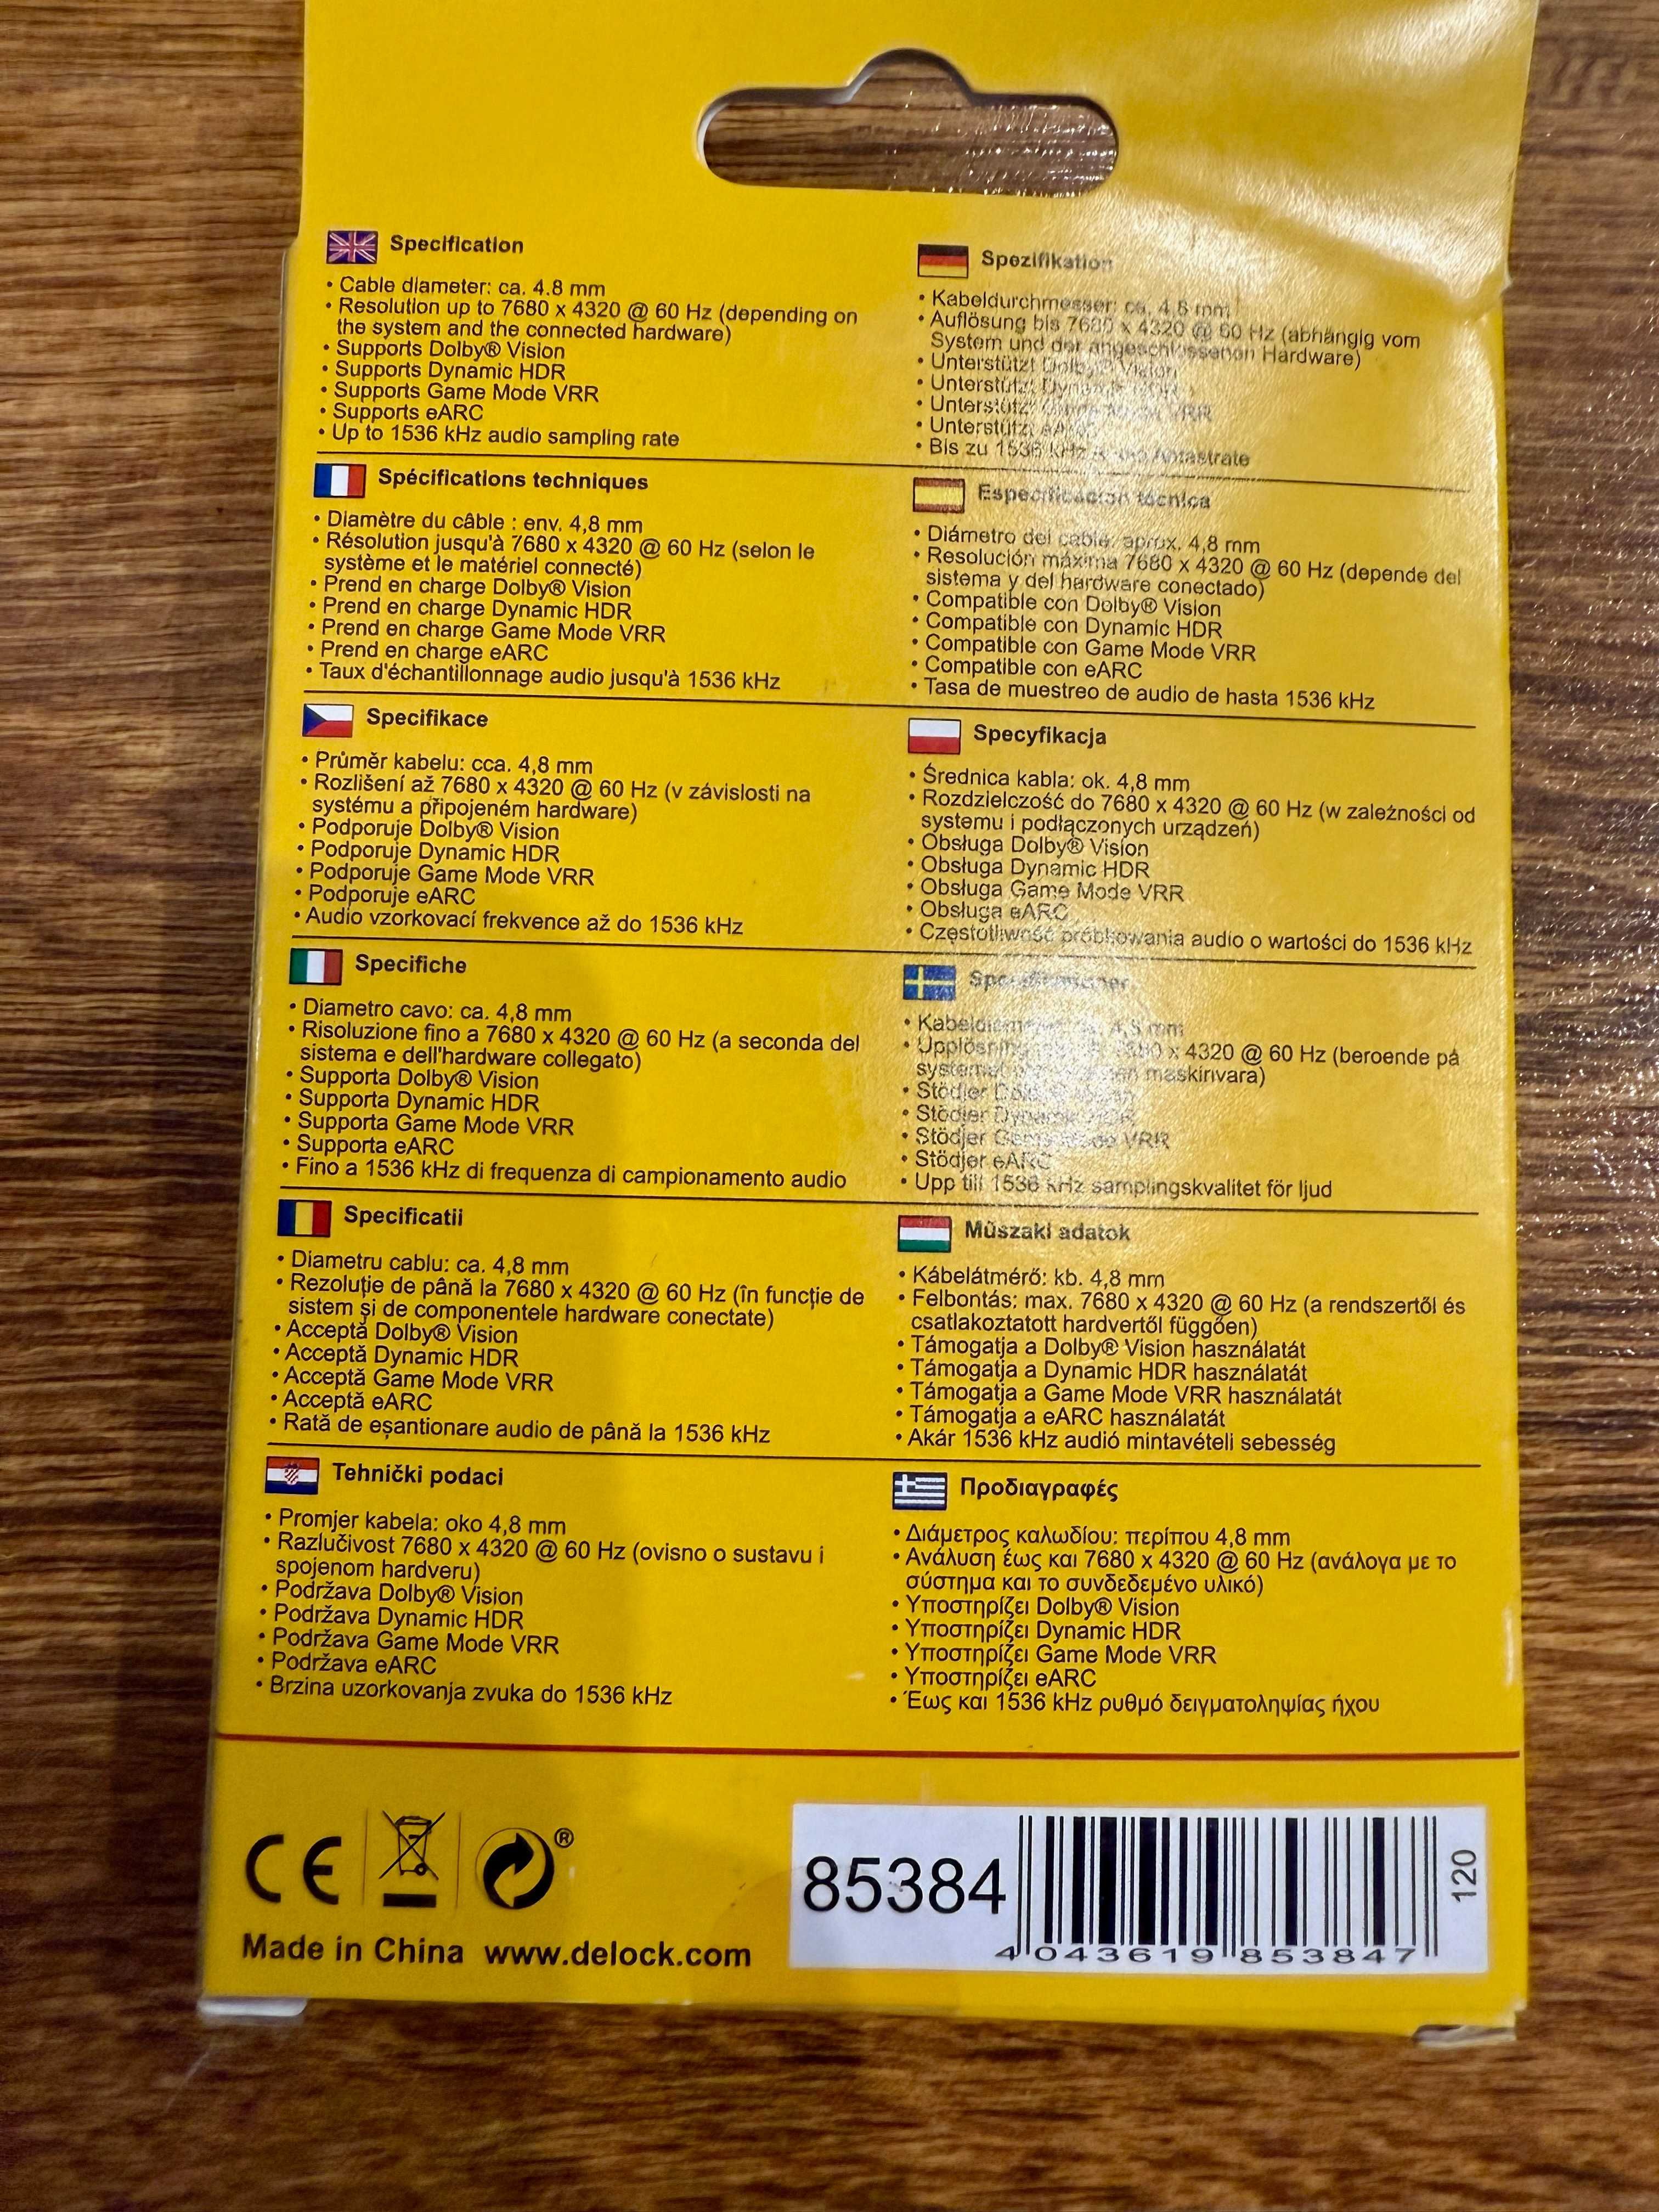 Specification
• Cable diameter: ca. 4.8 mm
• Resolution up to 7680 x 4320 @ 60 Hz (depending on
the system and the connected hardware)
• Supports Dolby® Vision
• Supports Dynamic HDR
• Supports Game Mode VRR
• Supports eARC
• Up to 1536 kHz audio sampling rate
Spezifikation
• Kabeldurchmesser: ca. 4,8 mm
• Auflösung bis 7680 x 4320 @ 60 Hz (abhängig vom
System und der angeschlossenen Hardware)
• Unterstützt Dolby® Vision
• Unterstützt Dynamic HDR
• Unterstützt VRR
• Unterstützt eARC
• Bis zu 1536 kHz Abtastrate
Spécifications techniques
• Diamètre du câble : env. 4,8 mm
• Résolution jusqu'à 7680 x 4320 @ 60 Hz (selon le
système et le matériel connecté)
• Prend en charge Dolby® Vision
• Prend en charge Dynamic HDR
• Prend en charge Game Mode VRR
• Prend en charge eARC
• Taux d'échantillonnage audio jusqu'à 1536 kHz
Especificación técnica
• Diámetro del cable: aprox. 4,8 mm
• Resolución máxima 7680 x 4320 @ 60 Hz (depende del
sistema y del hardware conectado)
• Compatible con Dolby® Vision
• Compatible con Dynamic HDR
• Compatible con Game Mode VRR
• Compatible con eARC
• Tasa de muestreo de audio de hasta 1536 kHz
Specifikace
• Průměr kabelu: cca. 4,8 mm
• Rozlišení až 7680 x 4320 @ 60 Hz (v závislosti na
systému a připojeném hardware)
• Podporuje Dolby® Vision
• Podporuje Dynamic HDR
• Podporuje Game Mode VRR
• Podporuje eARC
• Audio vzorkovací frekvence až do 1536 kHz
Specyfikacja
• Średnica kabla: ok. 4,8 mm
• Rozdzielczość do 7680 x 4320 @ 60 Hz (w zależności od
systemu i podłączonych urządzeń)
• Obsługa Dolby® Vision
• Obsługa Dynamic HDR
• Obsługa Game Mode VRR
• Obsługa eARC
• Częstotliwość próbkowania audio o wartości do 1536 kHz
Specifiche
• Diametro cavo: ca. 4,8 mm
• Risoluzione fino a 7680 x 4320 @ 60 Hz (a seconda del
sistema e dell'hardware collegato)
• Supporta Dolby® Vision
• Supporta Dynamic HDR
• Supporta Game Mode VRR
• Supporta eARC
• Fino a 1536 kHz di frequenza di campionamento audio
• 4,8 mm
• Upplösning x 4320 @ 60 Hz (beroende på
systemet maskinvara)
• Stödjer
• Stödjer Dynamic HDR
• Stödjer Game Mode VRR
• Stödjer eARC
• Upp till 1536 kHz samplingskvalitet för ljud
Specificatii
• Diametru cablu: ca. 4,8 mm
• Rezoluție de până la 7680 x 4320 @ 60 Hz (în funcție de
sistem și de componentele hardware conectate)
• Acceptă Dolby® Vision
• Acceptă Dynamic HDR
• Acceptă Game Mode VRR
• Acceptă eARC
• Rată de eșantionare audio de până la 1536 kHz
Műszaki adatok
• Kábelátmérő: kb. 4,8 mm
• Felbontás: max. 7680 x 4320 @ 60 Hz (a rendszertől és
csatlakoztatott hardvertől függően)
• Támogatja a Dolby® Vision használatát
• Támogatja a Dynamic HDR használatát
• Támogatja a Game Mode VRR használatát
• Támogatja a eARC használatát
• Akár 1536 kHz audió mintavételi sebesség
Tehnički podaci
• Promjer kabela: oko 4,8 mm
• Razlučivost 7680 x 4320 @ 60 Hz (ovisno o sustavu i
spojenom hardveru)
• Podržava Dolby® Vision
• Podržava Dynamic HDR
• Podržava Game Mode VRR
• Podržava eARC
• Brzina uzorkovanja zvuka do 1536 kHz
Προδιαγραφές
• Διάμετρος καλωδίου: περίπου 4,8 mm
• Ανάλυση έως και 7680 x 4320 @ 60 Hz (ανάλογα με το
σύστημα και το συνδεδεμένο υλικό)
• Υποστηρίζει Dolby® Vision
• Υποστηρίζει Dynamic HDR
• Υποστηρίζει Game Mode VRR
• Υποστηρίζει eARC
• Έως και 1536 kHz ρυθμό δειγματοληψίας ήχου
CE ®
Made in China www.delock.com
85384
4 043619 853847
120